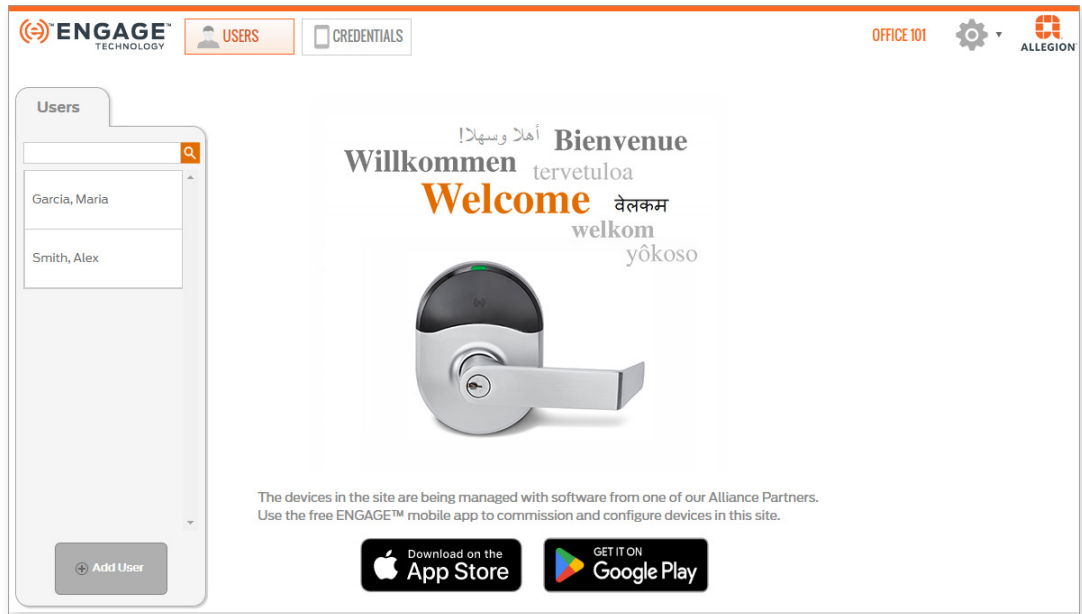 ENGAGE™
TECHNOLOGY
USERS
CREDENTIALS
OFFICE 101
ALLEGION
Users
Garcia, Maria
Smith, Alex
Add User
أهلا وسهلا!
Bienvenue
Willkommen
tervetuloa
Welcome
वेलकम
welkom
yôkoso
The devices in the site are being managed with software from one of our Alliance Partners.
Use the free ENGAGE™ mobile app to commission and configure devices in this site.
Download on the
App Store
GET IT ON
Google Play